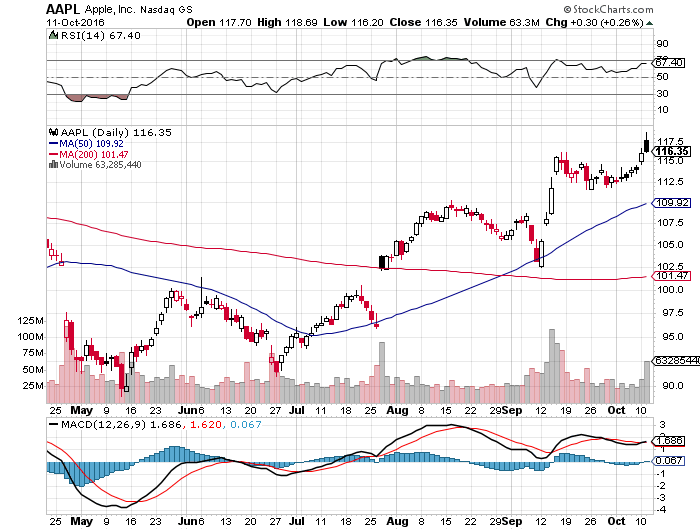 AAPL Apple, Inc. Nasdaq GS © StockCharts.com
11-Oct-2016 Open 117.70 High 118.69 Low 116.20 Close 116.35 Volume 63.3M Chg +0.30 (+0.26%)
RSI(14) 67.40
90
70
67.40
50
30
10
AAPL (Daily) 116.35
MA(50) 109.92
MA(200) 101.47
Volume 63,285,440
117.5
116.35
115.0
112.5
109.92
107.5
105.0
102.5
101.47
100.0
97.5
95.0
92.5
63285440
90.0
125M
100M
75M
50M
25M
25 May 9 16 23 Jun 6 13 20 27 Jul 11 18 25 Aug 8 15 22 29 Sep 12 19 26 Oct 10
MACD(12,26,9) 1.686, 1.620, 0.067
3
2
1.686
1
0.067
-1
-2
-3
-4
25 May 9 16 23 Jun 6 13 20 27 Jul 11 18 25 Aug 8 15 22 29 Sep 12 19 26 Oct 10